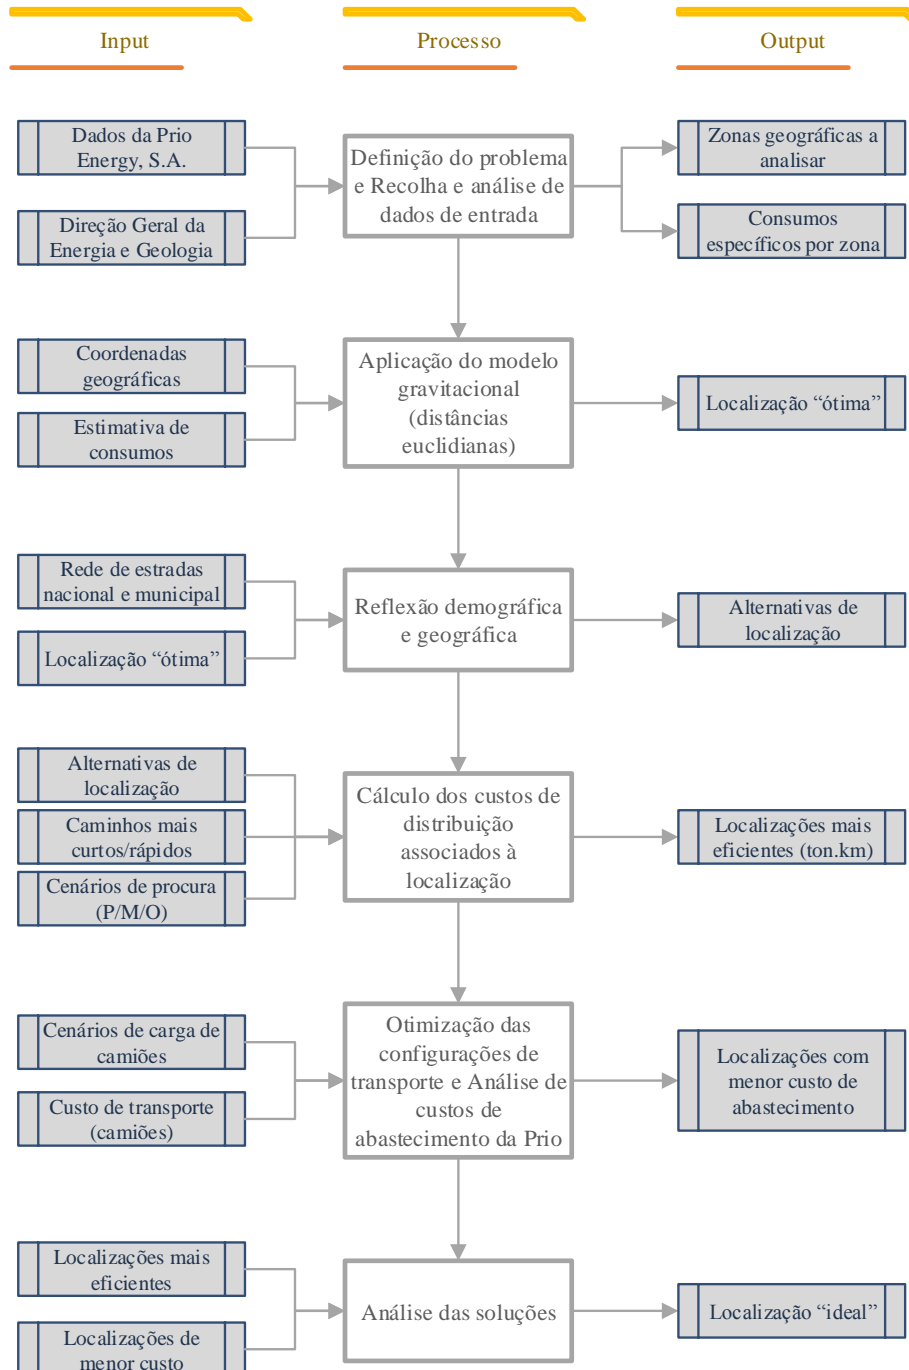 Input
Processo
Output
Dados da Prio
Energy, S.A.
Direção Geral da
Energia e Geologia
Definição do problema
e Recolha e análise de
dados de entrada
Zonas geográficas a
analisar
Consumos
específicos por zona
Coordenadas
geográficas
Estimativa de
consumos
Aplicação do modelo
gravitacional
(distâncias
euclidianas)
Localização “ótima”
Rede de estradas
nacional e municipal
Localização “ótima”
Reflexão demográfica
e geográfica
Alternativas de
localização
Alternativas de
localização
Caminhos mais
curtos/rápidos
Cenários de procura
(P/M/O)
Cálculo dos custos de
distribuição
associados à
localização
Localizações mais
eficientes (ton.km)
Cenários de carga de
camiões
Custo de transporte
(camiões)
Otimização das
configurações de
transporte e Análise de
custos de
abastecimento da Prio
Localizações com
menor custo de
abastecimento
Localizações mais
eficientes
Localizações de
menor custo
Análise das soluções
Localização “ideal”